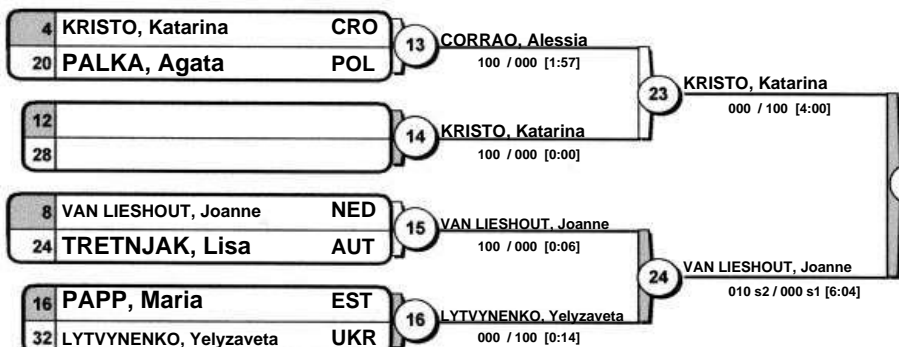 4 KRISTO, Katarina CRO
20 PALKA, Agata POL
13 CORRAO, Alessia
100 / 000 [1:57]
12
28
14 KRISTO, Katarina
100 / 000 [0:00]
23 KRISTO, Katarina
000 / 100 [4:00]
8 VAN LIESHOUT, Joanne NED
24 TRETNJAK, Lisa AUT
15 VAN LIESHOUT, Joanne
100 / 000 [0:06]
16 PAPP, Maria EST
32 LYTVYNENKO, Yelyzaveta UKR
16 LYTVYNENKO, Yelyzaveta
000 / 100 [0:14]
24 VAN LIESHOUT, Joanne
010 s2 / 000 s1 [6:04]